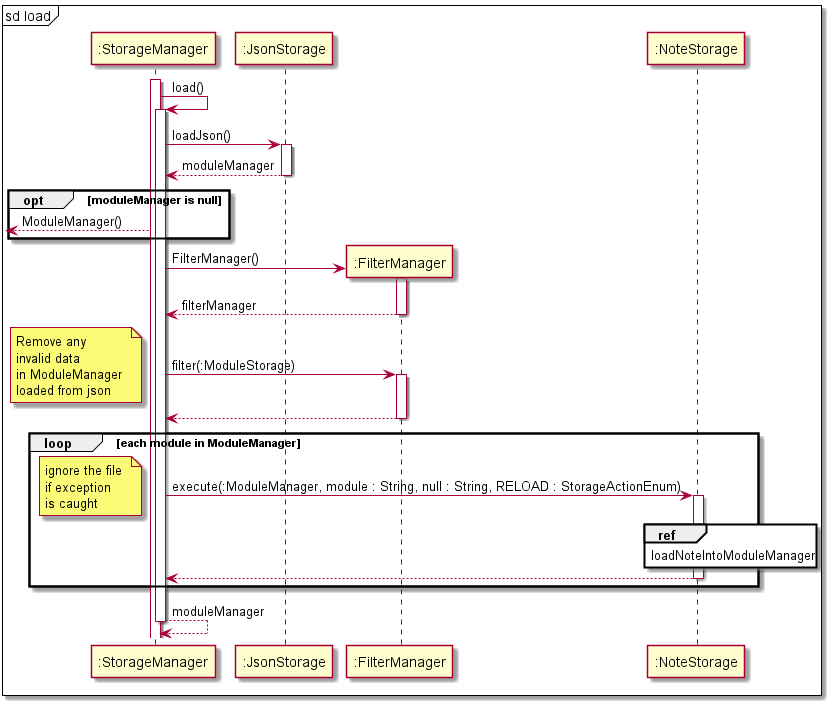 sd load
:StorageManager
:JsonStorage
:NoteStorage
load()
loadJson()
moduleManager
opt
[moduleManager is null]
ModuleManager()
FilterManager()
:FilterManager
filterManager
Remove any
invalid data
in ModuleManager
loaded from json
filter(:ModuleStorage)
loop
[each module in ModuleManager]
ignore the file
if exception
is caught
execute(:ModuleManager, module : String, null : String, RELOAD : StorageActionEnum)
ref
loadNoteIntoModuleManager
moduleManager
:StorageManager
:JsonStorage
:FilterManager
:NoteStorage